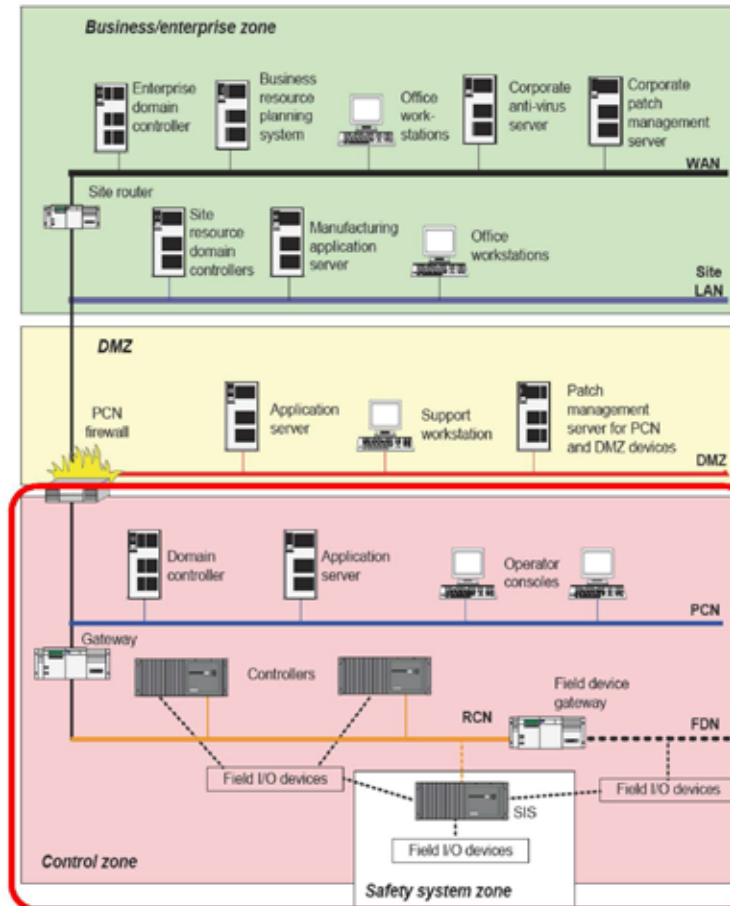 Business/enterprise zone
Enterprise
domain
controller
Business
resource
planning
system
Office
work-
stations
Corporate
anti-virus
server
Corporate
patch
management
server
WAN
Site router
Site
resource
domain
controllers
Manufacturing
application
server
Office
workstations
Site
LAN
DMZ
PCN
firewall
Application
server
Support
workstation
Patch
management
server for PCN
and DMZ devices
DMZ
Domain
controller
Application
server
Operator
consoles
PCN
Gateway
Controllers
Field device
gateway
RCN
FDN
Field I/O devices
Field I/O devices
SIS
Field I/O devices
Control zone
Safety system zone